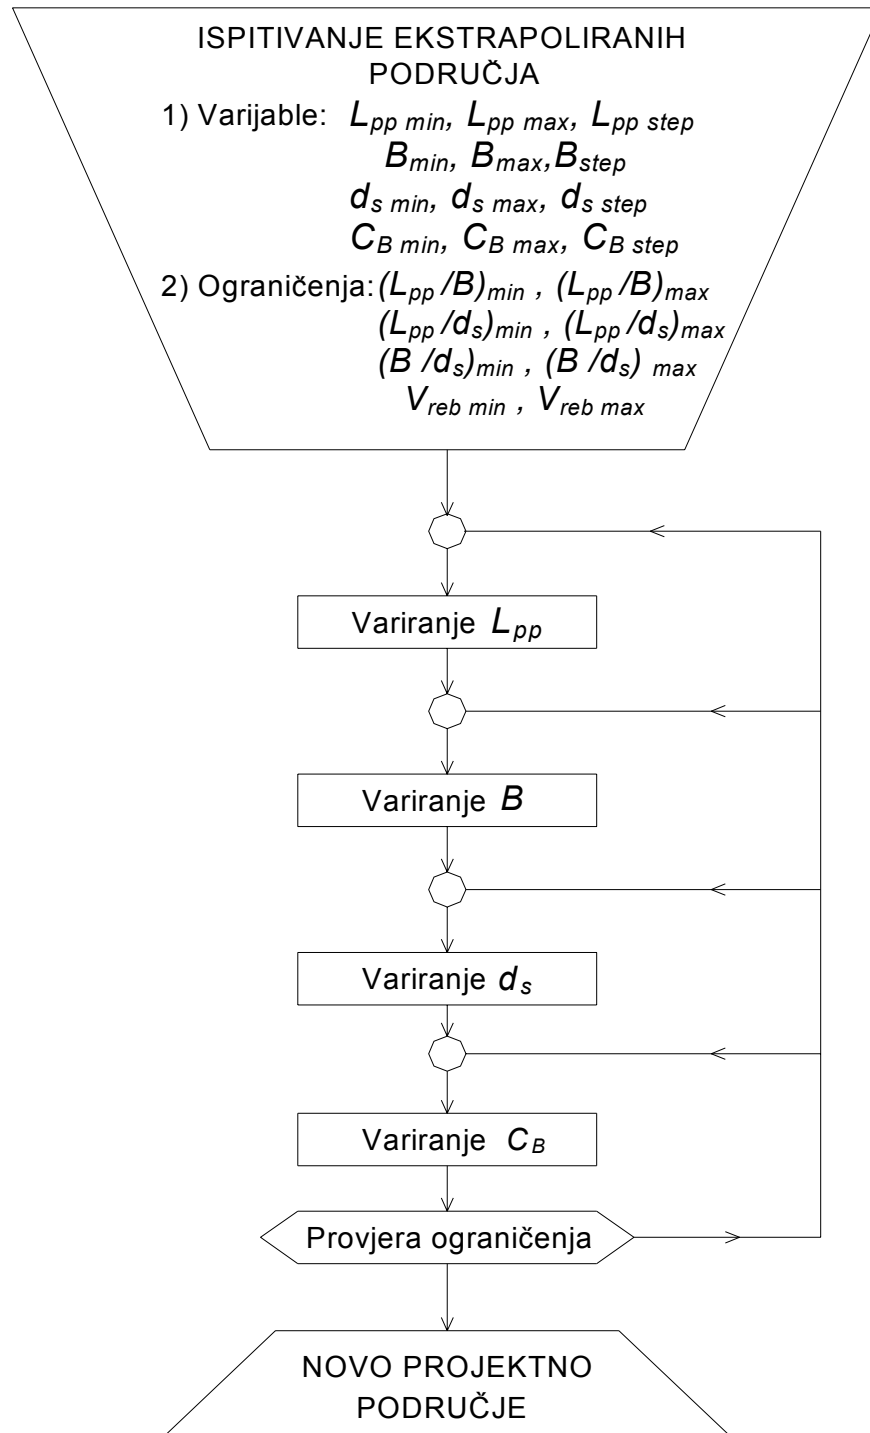 ISPITIVANJE EKSTRAPOLIRANIH
PODRUČJA
1) Varijable: Lpp min, Lpp max, Lpp step
Bmin, Bmax,Bstep
ds min, ds max, ds step
CB min, CB max, CB step
2) Ograničenja:(Lpp /B)min , (Lpp /B)max
(Lpp /ds)min , (Lpp /ds)max
(B /ds)min , (B /ds) max
Vreb min , Vreb max
Variranje Lpp
Variranje B
Variranje ds
Variranje CB
Provjera ograničenja
NOVO PROJEKTNO
PODRUČJE